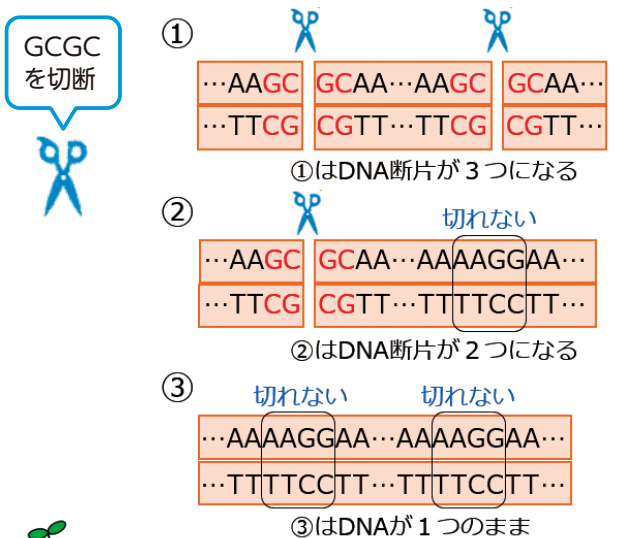 GCGC
を切断
①
…AAGC GCAA…AAGC GCAA…
…TTCG CGTT…TTCG CGTT…
①はDNA断片が3つになる
②
切れない
…AAGC GCAA…AAAAGGAA…
…TTCG CGTT…TTTTCCTT…
②はDNA断片が2つになる
③
切れない 切れない
…AAAAGGAA…AAAAGGAA…
…TTTTCCTT…TTTTCCTT…
③はDNAが1つのまま